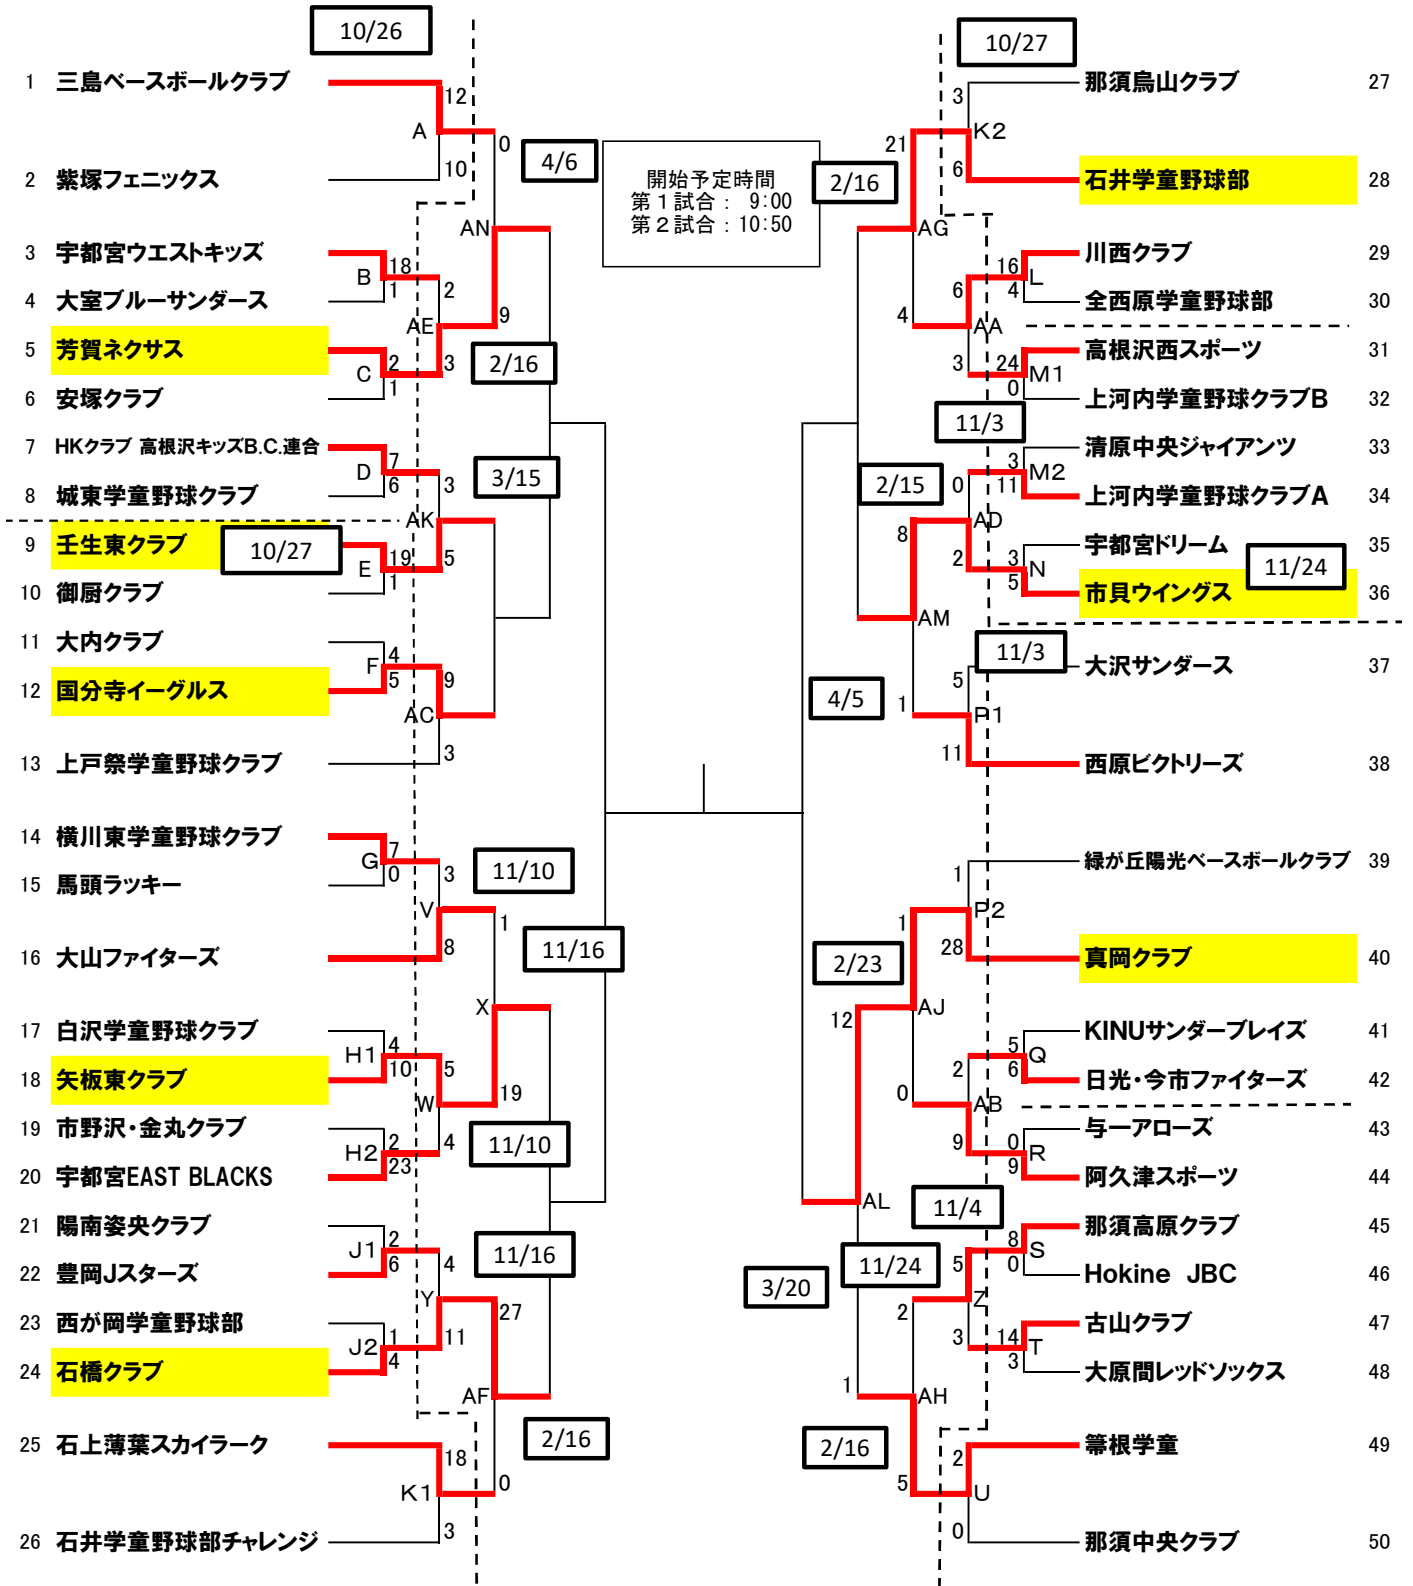 10/26
10/27
1 三島ベースボールクラブ
12
A
10
0
2 紫塚フェニックス
4/6
開始予定時間
第1試合: 9:00
第2試合:10:50
2/16
3 宇都宮ウエストキッズ
B
18
1
4 大室ブルーサンダース
2
AN
AE
9
5 芳賀ネクサス
C
2
1
3
6 安塚クラブ
2/16
7 HKクラブ 高根沢キッズB.C.連合
D
7
6
3
8 城東学童野球クラブ
3/15
AK
9 壬生東クラブ
10/27
E
19
1
5
10 御厨クラブ
11 大内クラブ
F
4
5
9
12 国分寺イーグルス
AC
3
13 上戸祭学童野球クラブ
14 横川東学童野球クラブ
G
7
0
3
11/10
15 馬頭ラッキー
V
1
8
16 大山ファイターズ
11/16
X
17 白沢学童野球クラブ
H1
4
10
5
18 矢板東クラブ
W
19
4
19 市野沢・金丸クラブ
H2
2
23
11/10
20 宇都宮EAST BLACKS
21 陽南姿央クラブ
J1
2
6
4
11/16
22 豊岡Jスターズ
Y
27
23 西が岡学童野球部
J2
1
4
11
24 石橋クラブ
AF
2/16
25 石上薄葉スカイラーク
18
K1
0
3
26 石井学童野球部チャレンジ
3
那須烏山クラブ 27
K2
21
6
石井学童野球部 28
AG
川西クラブ 29
16
4
L
6
全西原学童野球部 30
4
AA
高根沢西スポーツ 31
3
24
0
M1
上河内学童野球クラブB 32
11/3
清原中央ジャイアンツ 33
3
11
M2
2/15
0
上河内学童野球クラブA 34
8
AD
宇都宮ドリーム 35
2
3
5
N
11/24
市貝ウイングス 36
AM
11/3
大沢サンダース 37
5
4/5
1
P1
11
西原ビクトリーズ 38
緑が丘陽光ベースボールクラブ 39
1
P2
1
28
真岡クラブ 40
2/23
12
AJ
KINUサンダーブレイズ 41
5
6
Q
2
日光・今市ファイターズ 42
0
AB
与一アローズ 43
9
0
9
R
阿久津スポーツ 44
AL
11/4
那須高原クラブ 45
8
0
S
5
11/24
Hokine JBC 46
3/20
2
Z
古山クラブ 47
3
14
3
T
大原間レッドソックス 48
1
AH
2/16
箒根学童 49
2
5
U
0
那須中央クラブ 50